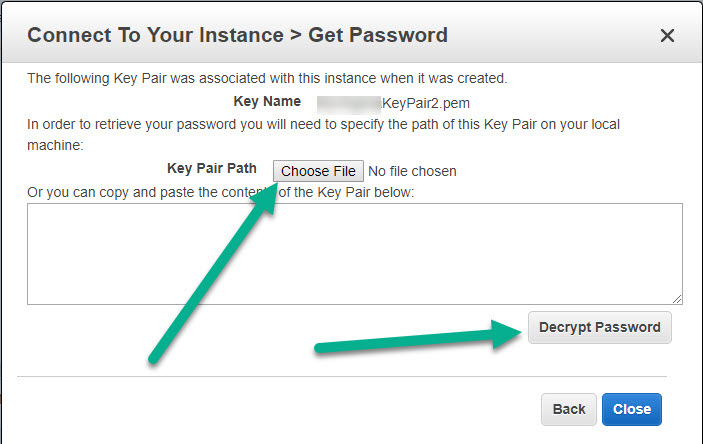 Connect To Your Instance > Get Password
The following Key Pair was associated with this instance when it was created.
Key Name KeyPair2.pem
In order to retrieve your password you will need to specify the path of this Key Pair on your local
machine:
Key Pair Path Choose File No file chosen
Or you can copy and paste the contents of the Key Pair below:
Decrypt Password
Back Close